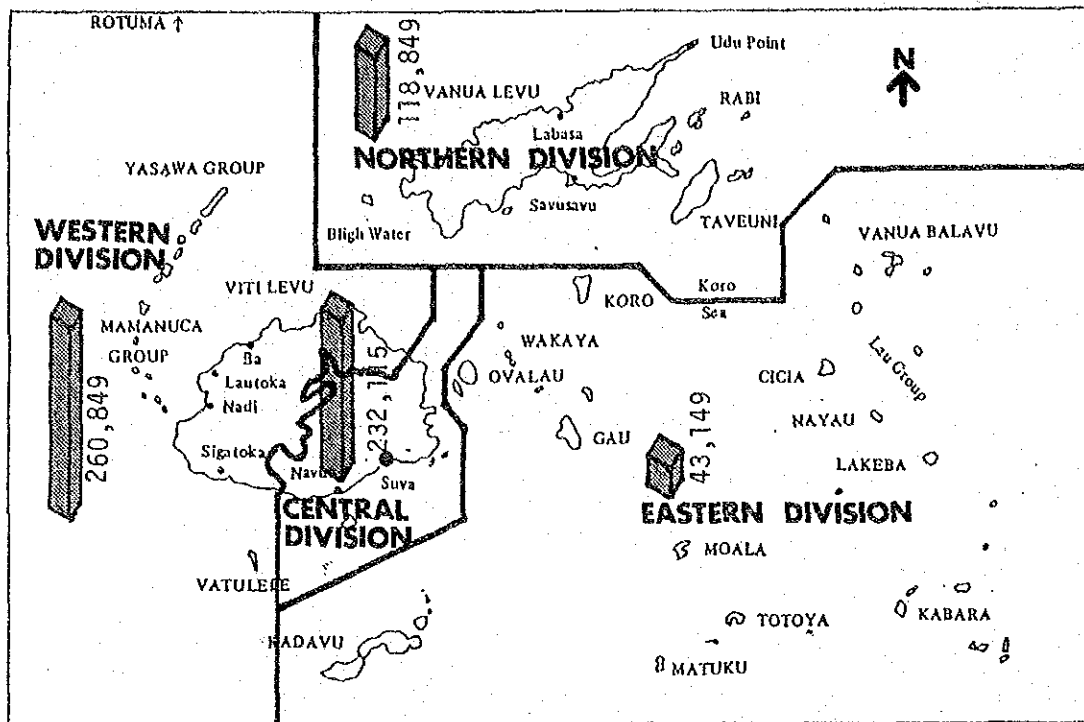 ROTUMA ↑
Udu Point
N
VANUA LEVU
118,849
RABI
Labasa
NORTHERN DIVISION
YASAWA GROUP
Savusavu
TAVEUNI
WESTERN
DIVISION
Bligh Water
VANUA BALAVU
VITI LEVU
KORO
Koro
Sea
MAMANUCA
GROUP
WAKAYA
Ba
Lautoka
OVALAU
CICIA
Lau Group
Nadi
260,849
232,115
NAYAU
GAU
43,149
Sigatoka
LAKEBA
Suva
CENTRAL
DIVISION
EASTERN DIVISION
MOALA
VATULELE
KABARA
TOTOYA
MATUKU